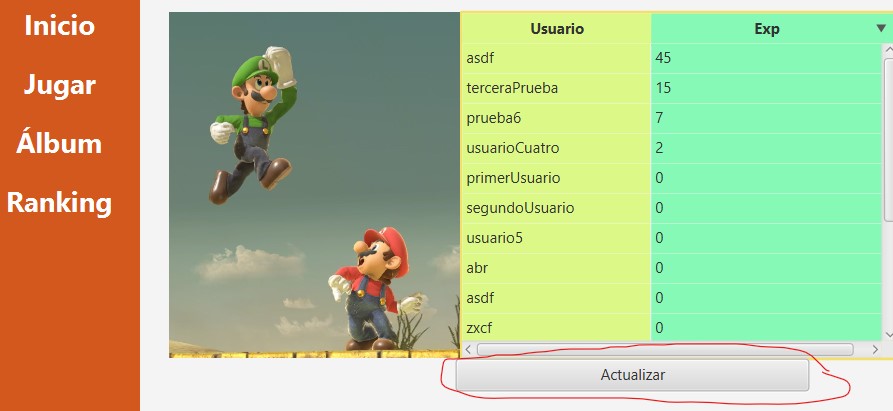 Inicio
Jugar
Álbum
Ranking
Usuario Exp
asdf 45
terceraPrueba 15
prueba6 7
usuarioCuatro 2
primerUsuario 0
segundoUsuario 0
usuario5 0
abr 0
asdf 0
zxcf 0
Actualizar